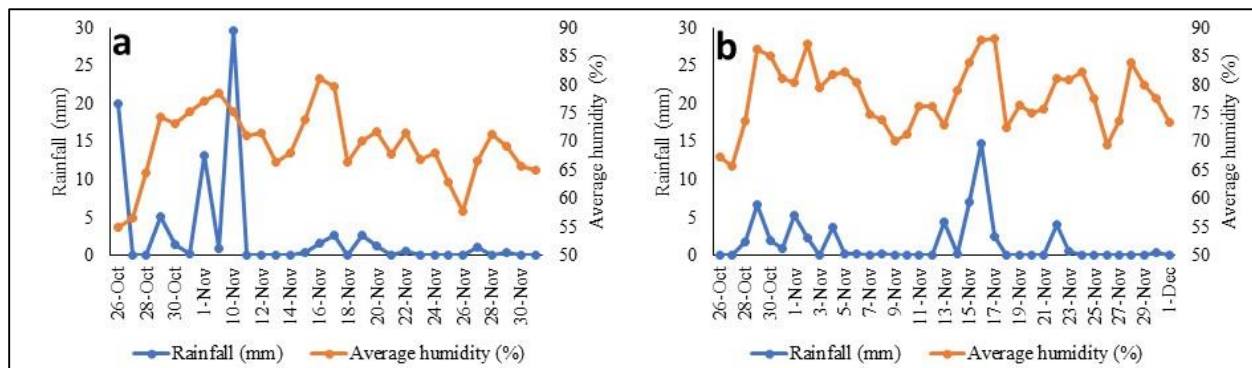 a
30
25
20
15
10
5
0
Rainfall (mm)
90
85
80
75
70
65
60
55
50
Average humidity (%)
26-Oct
28-Oct
30-Oct
1-Nov
10-Nov
12-Nov
14-Nov
16-Nov
18-Nov
20-Nov
22-Nov
24-Nov
26-Nov
28-Nov
30-Nov
Rainfall (mm) Average humidity (%)
b
30
25
20
15
10
5
0
Rainfall (mm)
90
85
80
75
70
65
60
55
50
Average humidity (%)
26-Oct
28-Oct
30-Oct
1-Nov
3-Nov
5-Nov
7-Nov
9-Nov
11-Nov
13-Nov
15-Nov
17-Nov
19-Nov
21-Nov
23-Nov
25-Nov
27-Nov
29-Nov
1-Dec
Rainfall (mm) Average humidity (%)